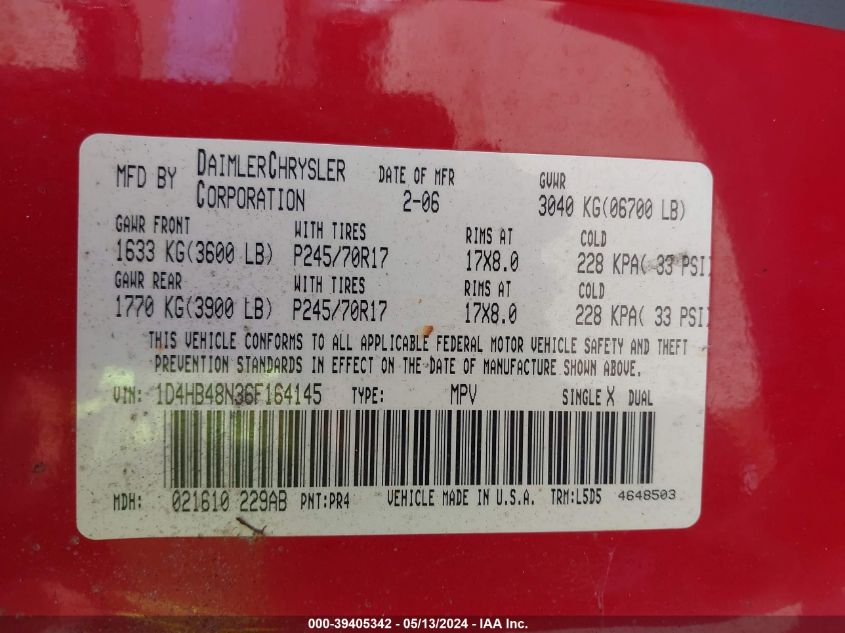 MFD BY DAIMLERCHRYSLER CORPORATION DATE OF MFR 2-06 GVWR 3040 KG(06700 LB)
GAWR FRONT WITH TIRES RIMS AT COLD
1633 KG(3600 LB) P245/70R17 17X8.0 228 KPA( 33 PSI)
GAWR REAR WITH TIRES RIMS AT COLD
1770 KG(3900 LB) P245/70R17 17X8.0 228 KPA( 33 PSI)
THIS VEHICLE CONFORMS TO ALL APPLICABLE FEDERAL MOTOR VEHICLE SAFETY AND THEFT
PREVENTION STANDARDS IN EFFECT ON THE DATE OF MANUFACTURE SHOWN ABOVE.
VIN: 1D4HB48N36F164145 TYPE: MPV SINGLE X DUAL
MDH: 021610 229AB PNT:PR4 VEHICLE MADE IN U.S.A. TRM:L5D5 4648503
000-39405342 - 05/13/2024 - IAA Inc.